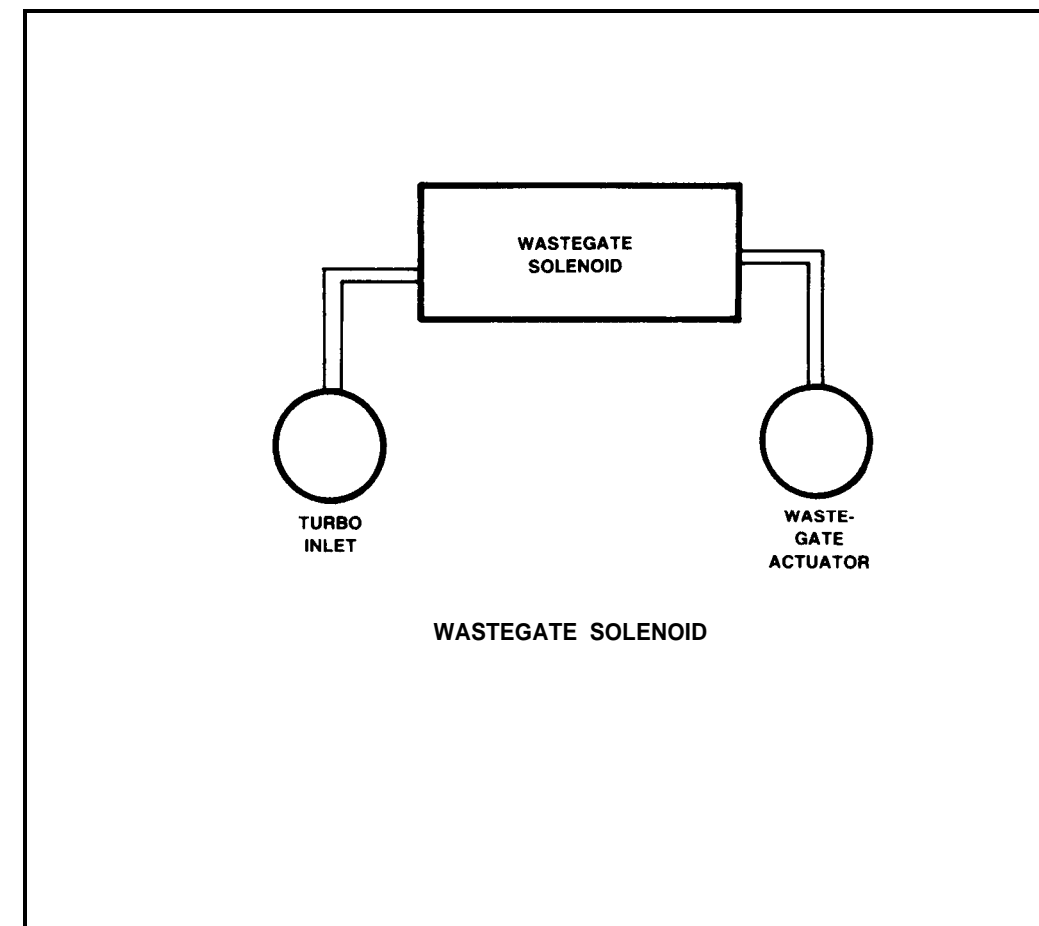 WASTEGATE
SOLENOID
TURBO
INLET
WASTE-
GATE
ACTUATOR
WASTEGATE SOLENOID